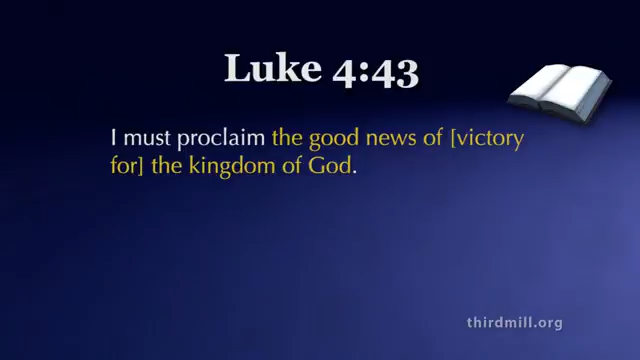 Luke 4:43
I must proclaim the good news of [victory
for] the kingdom of God.
thirdmill.org